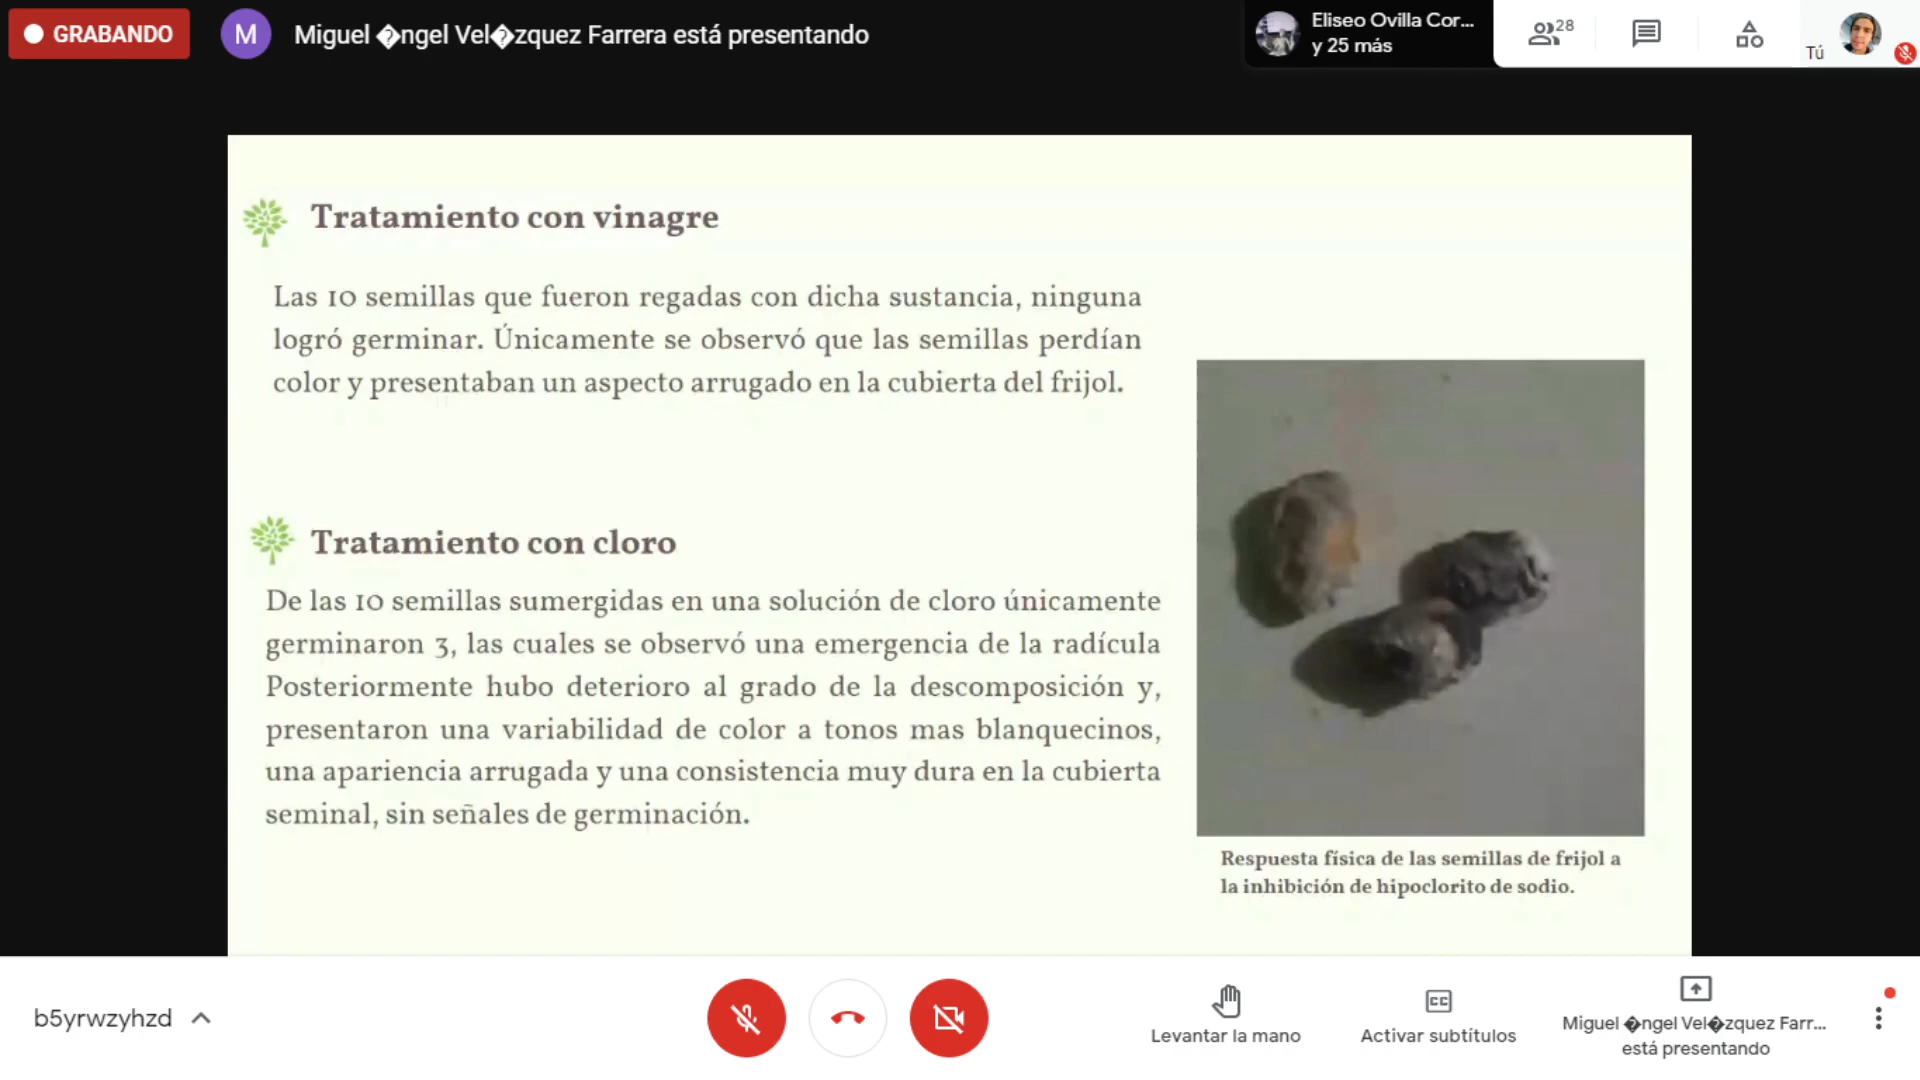 GRABANDO
M
Miguel �ngel Vel�zquez Farrera está presentando
Eliseo Ovilla Cor...
y 25 más
28
Tú
Tratamiento con vinagre
Las 10 semillas que fueron regadas con dicha sustancia, ninguna
logró germinar. Únicamente se observó que las semillas perdían
color y presentaban un aspecto arrugado en la cubierta del frijol.
Tratamiento con cloro
De las 10 semillas sumergidas en una solución de cloro únicamente
germinaron 3, las cuales se observó una emergencia de la radícula
Posteriormente hubo deterioro al grado de la descomposición y,
presentaron una variabilidad de color a tonos mas blanquecinos,
una apariencia arrugada y una consistencia muy dura en la cubierta
seminal, sin señales de germinación.
Respuesta física de las semillas de frijol a
la inhibición de hipoclorito de sodio.
b5yrwzyhzd
Levantar la mano
CC
Activar subtítulos
Miguel �ngel Vel�zquez Farr...
está presentando